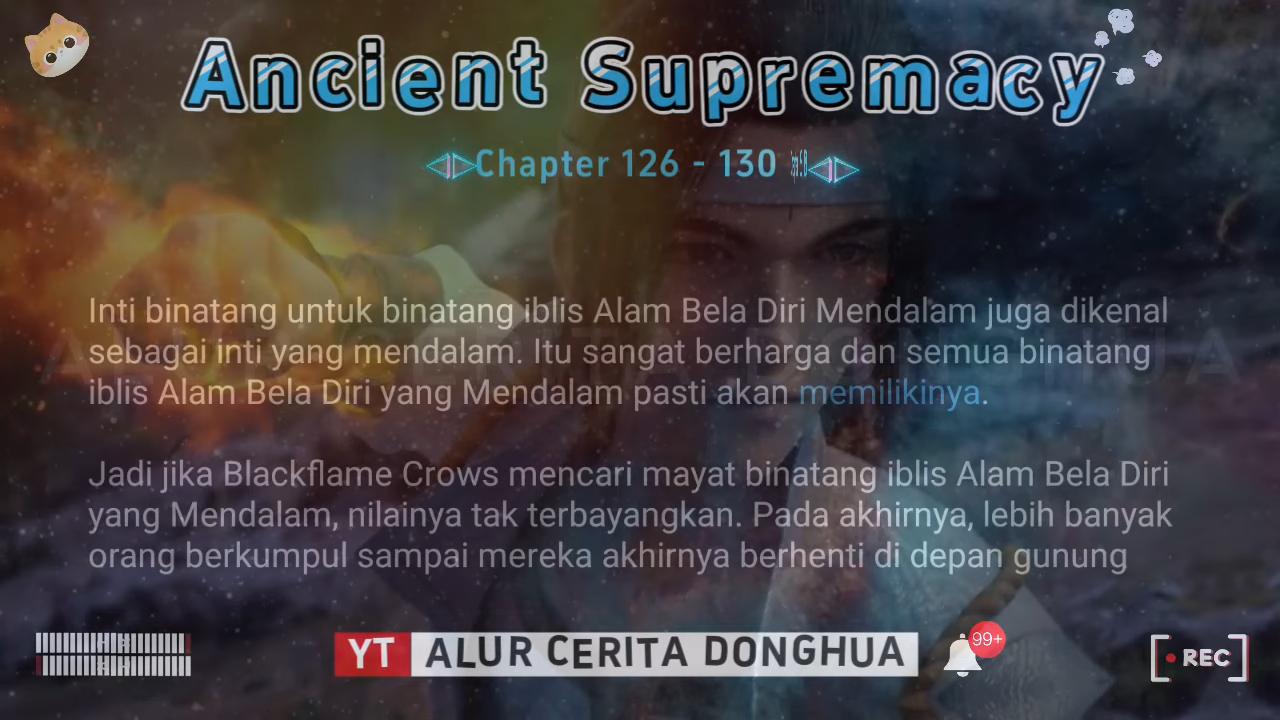 Ancient Supremacy
Chapter 126 - 130
Inti binatang untuk binatang iblis Alam Bela Diri Mendalam juga dikenal
sebagai inti yang mendalam. Itu sangat berharga dan semua binatang
iblis Alam Bela Diri yang Mendalam pasti akan memilikinya.
Jadi jika Blackflame Crows mencari mayat binatang iblis Alam Bela Diri
yang Mendalam, nilainya tak terbayangkan. Pada akhirnya, lebih banyak
orang berkumpul sampai mereka akhirnya berhenti di depan gunung
YT ALUR CERITA DONGHUA
99+
REC